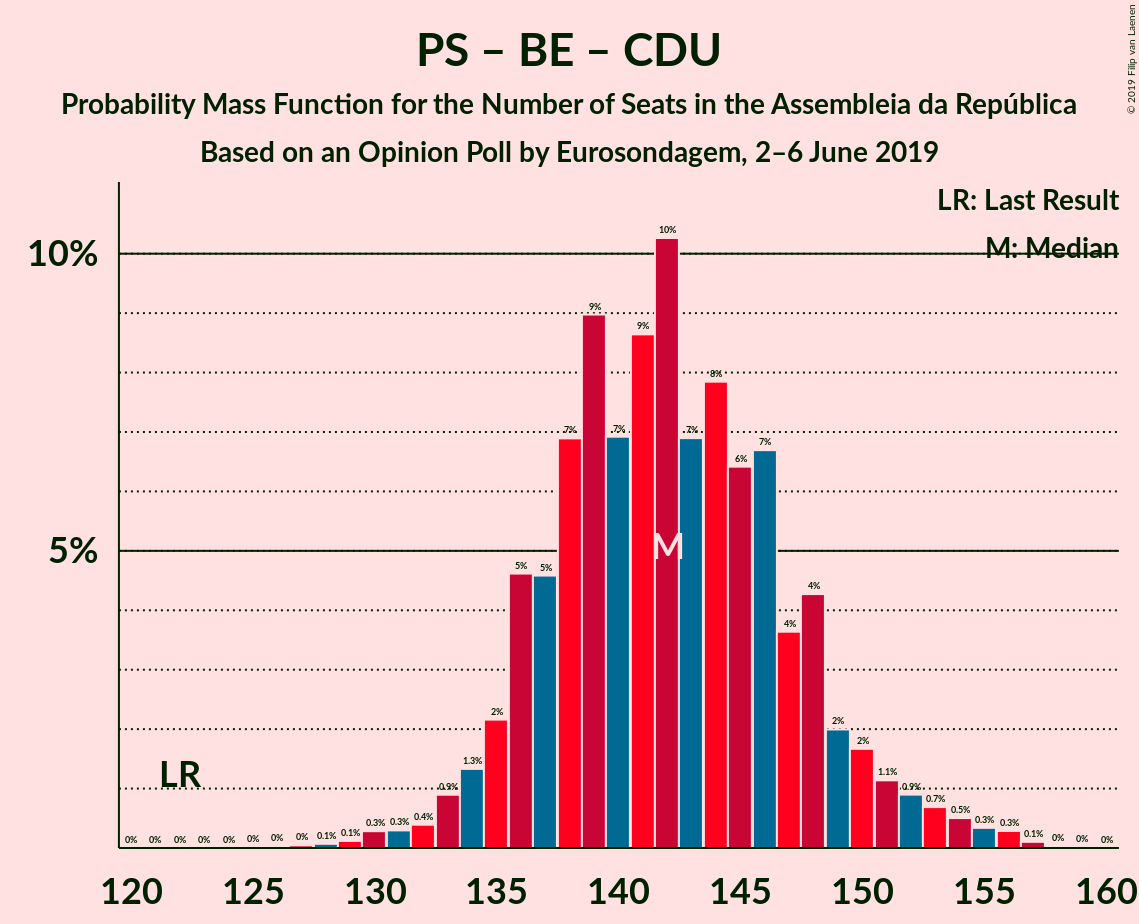 PS – BE – CDU
Probability Mass Function for the Number of Seats in the Assembleia da República
Based on an Opinion Poll by Eurosondagem, 2–6 June 2019
© 2019 Filip van Laenen
LR: Last Result
M: Median
10%
5%
LR
M
0% 0% 0% 0% 0% 0% 0% 0% 0.1% 0.1% 0.3% 0.3% 0.4% 0.9% 1.3% 2% 5% 5% 7% 9% 7% 9% 10% 7% 8% 6% 7% 4% 4% 2% 2% 1.1% 0.9% 0.7% 0.5% 0.3% 0.3% 0.1% 0% 0% 0%
120 125 130 135 140 145 150 155 160